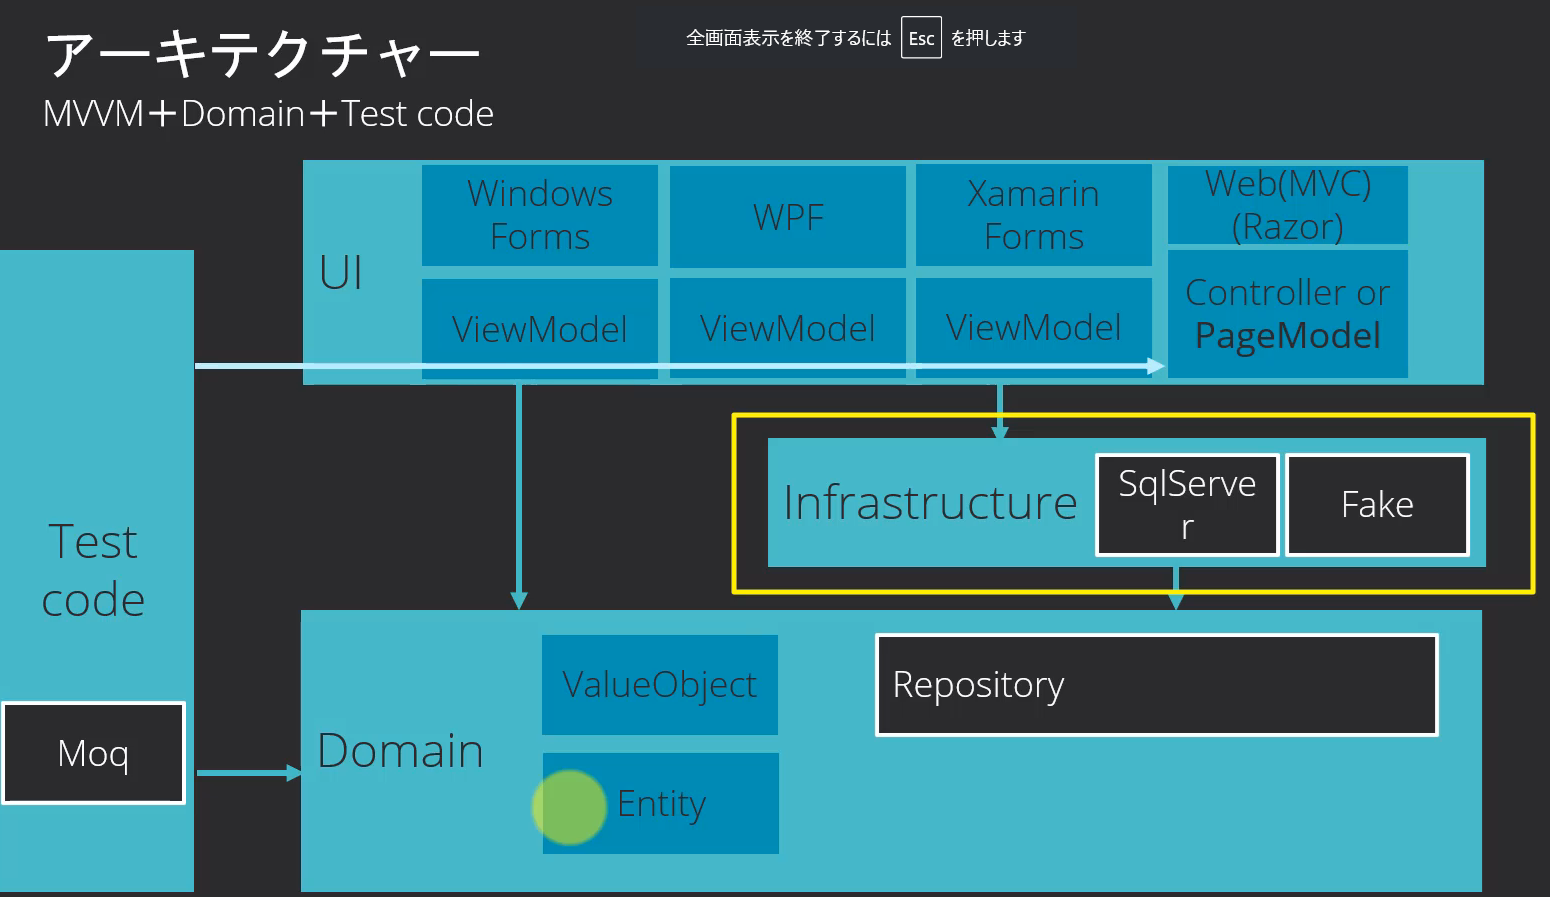 アーキテクチャー
全画面表示を終了するには Esc を押します
MVVM＋Domain＋Test code
UI
Windows
Forms
WPF
Xamarin
Forms
Web(MVC)
(Razor)
ViewModel
ViewModel
ViewModel
Controller or
PageModel
Infrastructure
SqlServe
r
Fake
Test
code
Moq
Domain
ValueObject
Entity
Repository